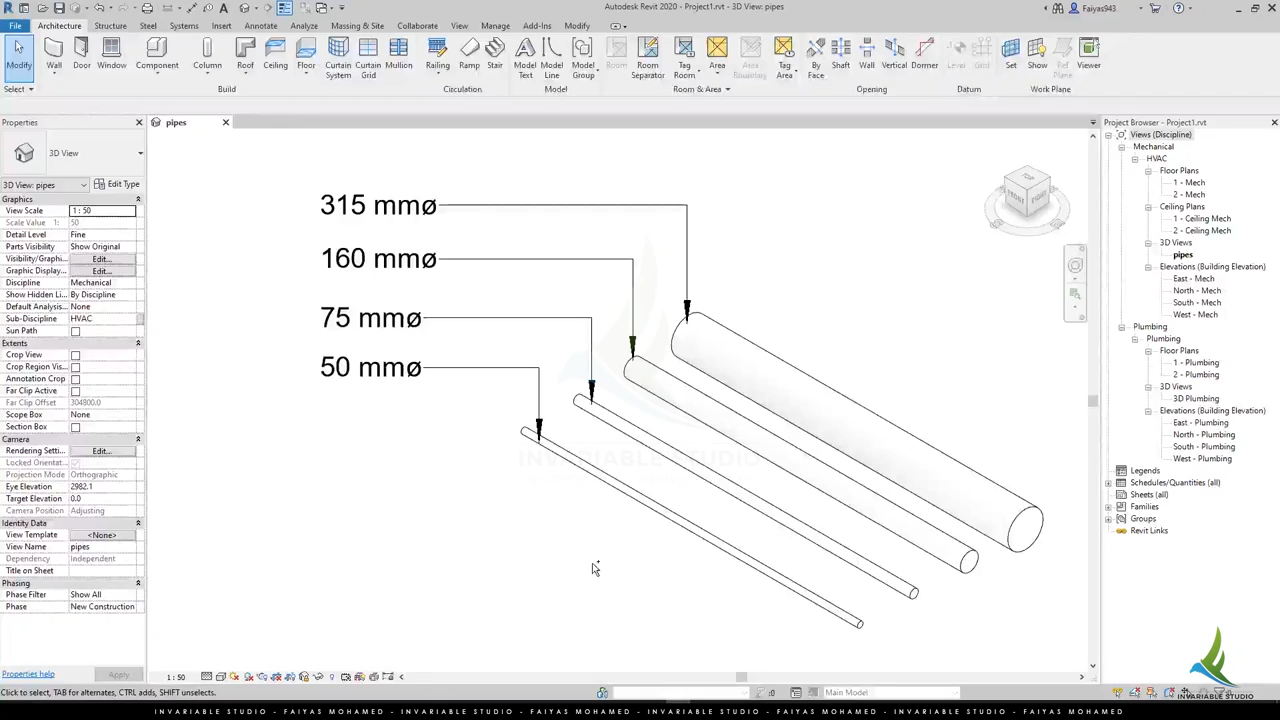 Autodesk Revit 2020 - Project1.rvt - 3D View: pipes
Faiyas943
File Architecture Structure Steel Systems Insert Annotate Analyze Massing & Site Collaborate View Manage Add-Ins Modify
Modify Wall Door Window Component Column Roof Ceiling Floor Curtain System Curtain Grid Mullion Railing Ramp Stair Model Text Model Line Model Group Room Room Separator Tag Room Area Area Boundary Tag Area By Face Shaft Wall Vertical Dormer Level Grid Set Show Ref Plane Viewer
Select Build Circulation Model Room & Area Opening Datum Work Plane
Properties
3D View
3D View: pipes Edit Type
Graphics
View Scale 1 : 50
Scale Value 1: 50
Detail Level Fine
Parts Visibility Show Original
Visibility/Graphi... Edit...
Graphic Display... Edit...
Discipline Mechanical
Show Hidden Li... By Discipline
Default Analysis... None
Sub-Discipline HVAC
Sun Path
Extents
Crop View
Crop Region Vis...
Annotation Crop
Far Clip Active
Far Clip Offset 304800.0
Scope Box None
Section Box
Camera
Rendering Setti... Edit...
Locked Orientat...
Projection Mode Orthographic
Eye Elevation 2982.1
Target Elevation 0.0
Camera Position Adjusting
Identity Data
View Template <None>
View Name pipes
Dependency Independent
Title on Sheet
Phasing
Phase Filter Show All
Phase New Construction
Properties help Apply
pipes
315 mmø
160 mmø
75 mmø
50 mmø
TOP
FRONT RIGHT
INVARIABLE STUDIO
1 : 50
Project Browser - Project1.rvt
Views (Discipline)
Mechanical
HVAC
Floor Plans
1 - Mech
2 - Mech
Ceiling Plans
1 - Ceiling Mech
2 - Ceiling Mech
3D Views
pipes
Elevations (Building Elevation)
East - Mech
North - Mech
South - Mech
West - Mech
Plumbing
Plumbing
Floor Plans
1 - Plumbing
2 - Plumbing
3D Views
3D Plumbing
Elevations (Building Elevation)
East - Plumbing
North - Plumbing
South - Plumbing
West - Plumbing
Legends
Schedules/Quantities (all)
Sheets (all)
Families
Groups
Revit Links
INVARIABLE STUDIO
Click to select, TAB for alternates, CTRL adds, SHIFT unselects. :0 Main Model
INVARIABLE STUDIO - FAIYAS MOHAMED - INVARIABLE STUDIO - FAIYAS MOHAMED - INVARIABLE STUDIO - FAIYAS MOHAMED - INVARIABLE STUDIO - FAIYAS MOHAMED